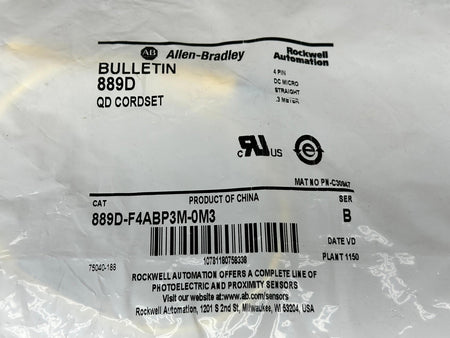 AB Allen-Bradley
Rockwell
Automation
BULLETIN
889D
QD CORDSET
4 PIN
DC MICRO
STRAIGHT
.3 METER
c RU US
MAT NO PN-C30947
CAT
PRODUCT OF CHINA
SER
889D-F4ABP3M-0M3
B
10781180758338
DATE VD
75040-188
PLANT 1150
ROCKWELL AUTOMATION OFFERS A COMPLETE LINE OF
PHOTOELECTRIC AND PROXIMITY SENSORS
Visit our website at:www.ab.com/sensors
Rockwell Automation, 1201 S 2nd St, Milwaukee, WI 53204, USA